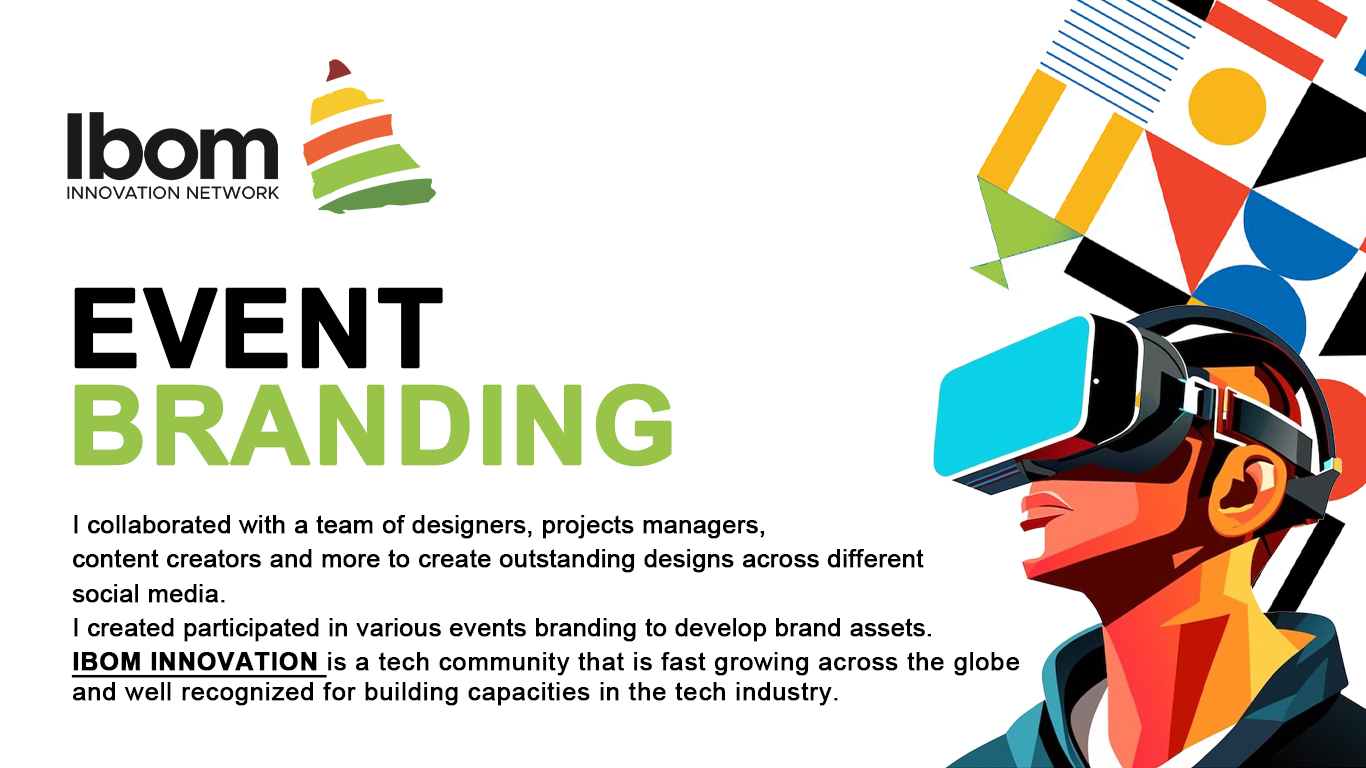 Ibom
INNOVATION NETWORK
EVENT
BRANDING
I collaborated with a team of designers, projects managers,
content creators and more to create outstanding designs across different
social media.
I created participated in various events branding to develop brand assets.
IBOM INNOVATION is a tech community that is fast growing across the globe
and well recognized for building capacities in the tech industry.